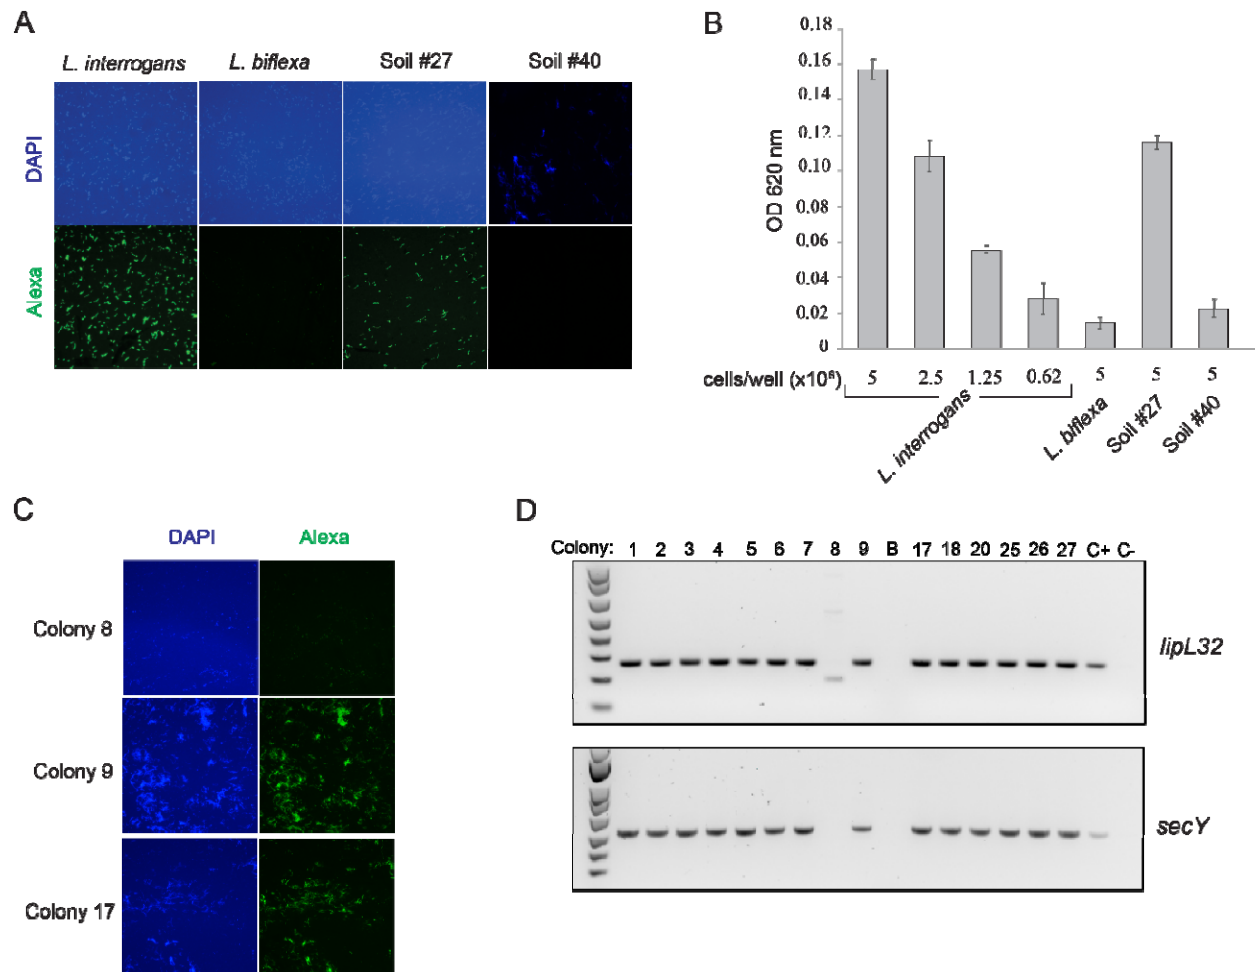 A
L. interrogans L. biflexa Soil #27 Soil #40
DAPI
Alexa
B
OD 620 nm
0.18
0.16
0.12
0.10
0.08
0.06
0.04
0.02
0
cells/well (x10⁶) 5 2.5 1.25 0.62 5 5 5
L. interrogans
L. biflexa
Soil #27
Soil #40
C
DAPI Alexa
Colony 8
Colony 9
Colony 17
D
Colony: 1 2 3 4 5 6 7 8 9 B 17 18 20 25 26 27 C+ C-
lipL32
secY